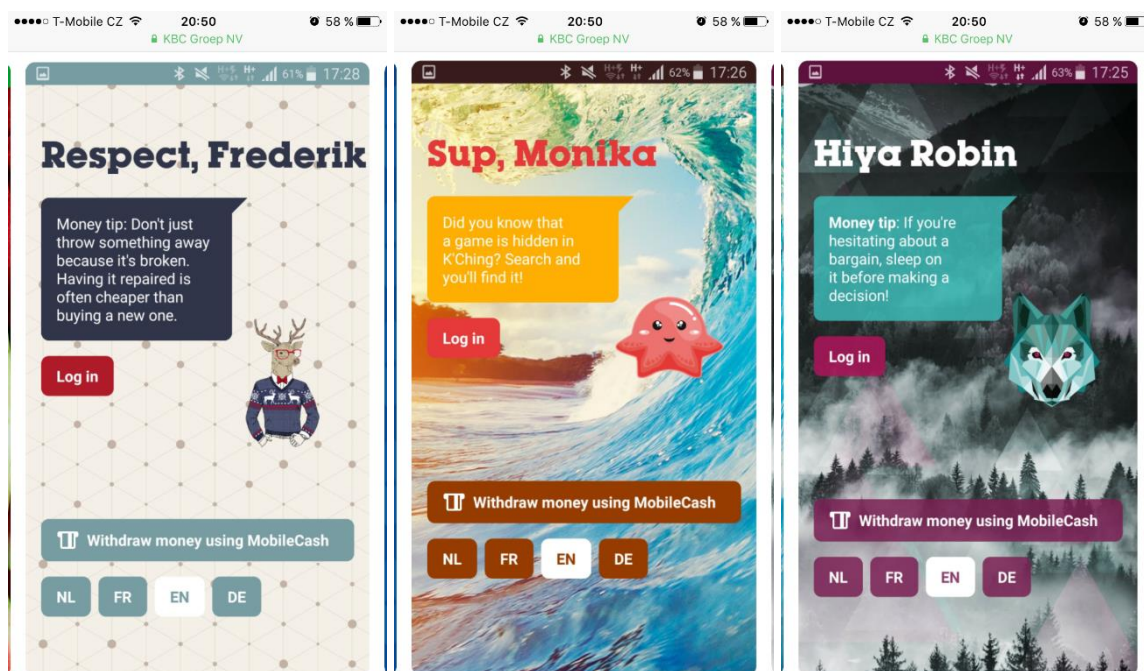 T-Mobile CZ 20:50 58 %
KBC Groep NV
61% 17:28
Respect, Frederik
Money tip: Don't just
throw something away
because it's broken.
Having it repaired is
often cheaper than
buying a new one.
Log in
Withdraw money using MobileCash
NL FR EN DE
T-Mobile CZ 20:50 58 %
KBC Groep NV
H+ 62% 17:26
Sup, Monika
Did you know that
a game is hidden in
K'Ching? Search and
you'll find it!
Log in
Withdraw money using MobileCash
NL FR EN DE
T-Mobile CZ 20:50 58 %
KBC Groep NV
H+ 63% 17:25
Hiya Robin
Money tip: If you're
hesitating about a
bargain, sleep on
it before making a
decision!
Log in
Withdraw money using MobileCash
NL FR EN DE